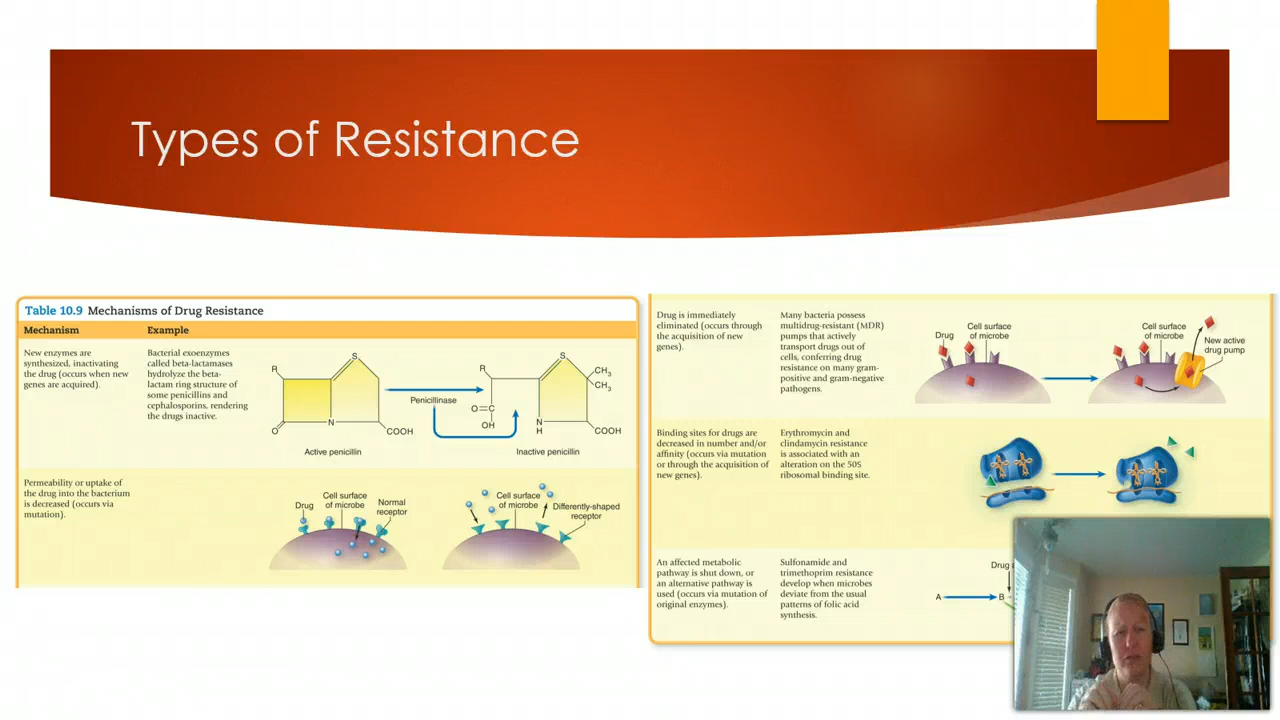 Types of Resistance
Table 10.9 Mechanisms of Drug Resistance
Mechanism Example
New enzymes are
synthesized, inactivating
the drug (occurs when new
genes are acquired).
Bacterial exoenzymes
called beta-lactamases
hydrolyze the beta-
lactam ring structure of
some penicillins and
cephalosporins, rendering
the drugs inactive.
R
S
O
N
COOH
Active penicillin
Penicillinase
R
S
CH3
CH3
O=C
OH
N
H
COOH
Inactive penicillin
Permeability or uptake of
the drug into the bacterium
is decreased (occurs via
mutation).
Drug
Cell surface
of microbe
Normal
receptor
Cell surface
of microbe
Differently-shaped
receptor
Drug is immediately
eliminated (occurs through
the acquisition of new
genes).
Many bacteria possess
multidrug-resistant (MDR)
pumps that actively
transport drugs out of
cells, conferring drug
resistance on many gram-
positive and gram-negative
pathogens.
Drug
Cell surface
of microbe
Cell surface
of microbe
New active
drug pump
Binding sites for drugs are
decreased in number and/or
affinity (occurs via mutation
or through the acquisition of
new genes).
Erythromycin and
clindamycin resistance
is associated with an
alteration on the 50S
ribosomal binding site.
An affected metabolic
pathway is shut down, or
an alternative pathway is
used (occurs via mutation of
original enzymes).
Sulfonamide and
trimethoprim resistance
develop when microbes
deviate from the usual
patterns of folic acid
synthesis.
Drug
A B